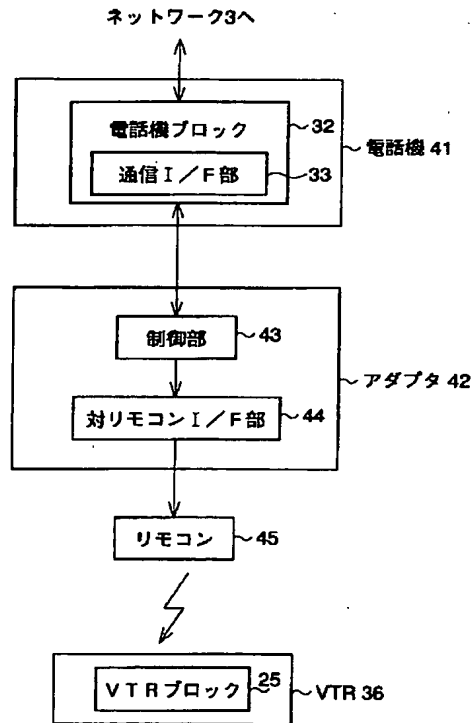 ネットワーク3へ
電話機ブロック
32
通信I/F部
33
電話機 41
制御部
43
対リモコンI/F部
44
アダプタ 42
リモコン
45
VTRブロック
25
VTR 36